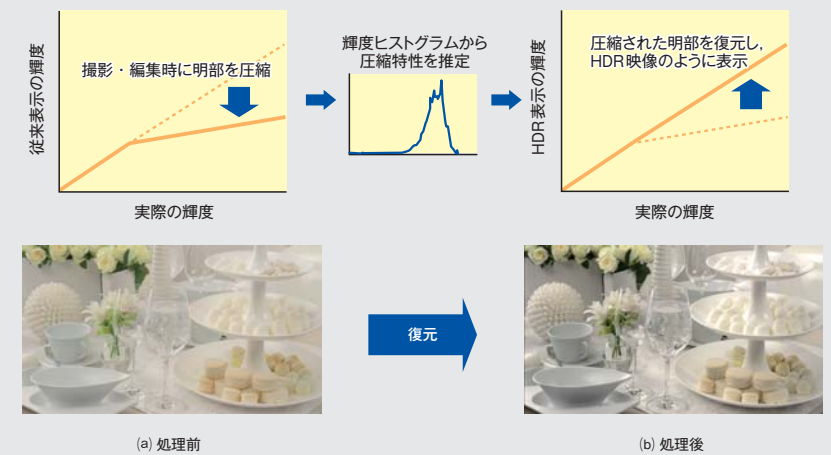 従来表示の輝度
撮影・編集時に明部を圧縮
実際の輝度
輝度ヒストグラムから
圧縮特性を推定
HDR表示の輝度
圧縮された明部を復元し,
HDR映像のように表示
実際の輝度
復元
(a) 処理前
(b) 処理後